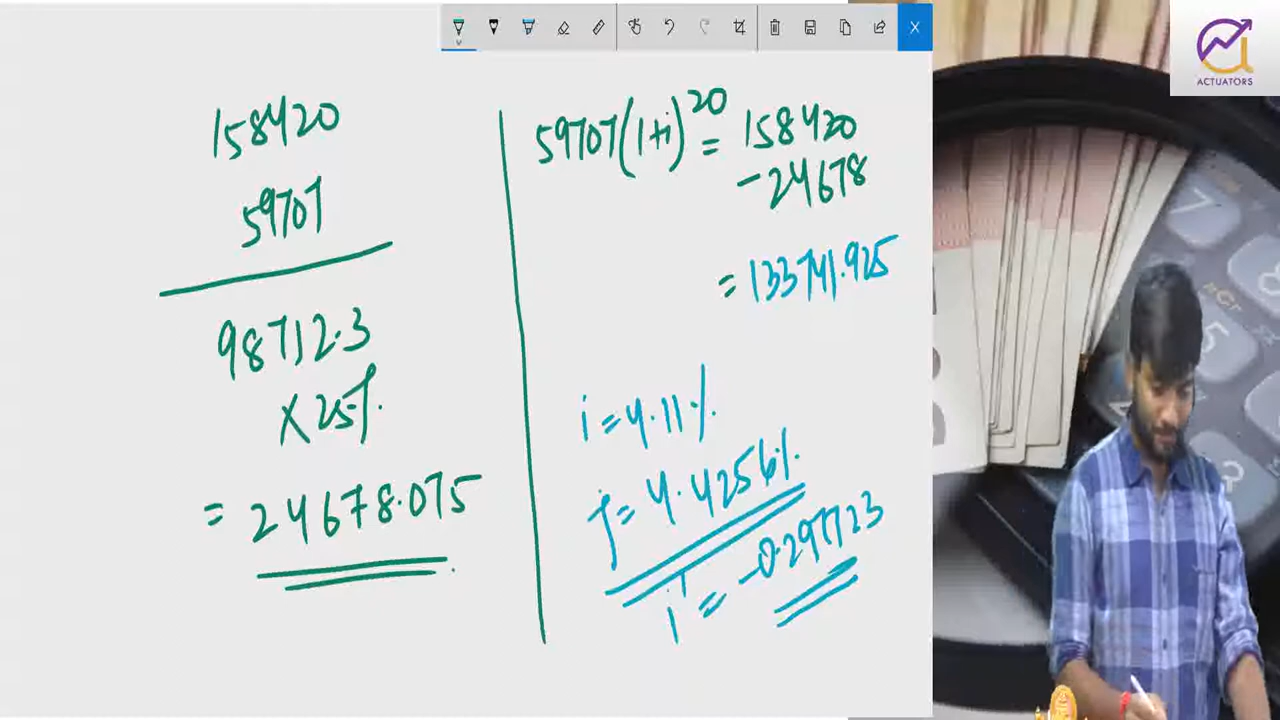 158420
59707
98712.3
X 25%.
= 24678.075
59707(1+i)^20 = 158420
-24678
= 133741.925
i = 4.11%.
f = 4.4256%.
i' = -0.297723
ACTUATORS